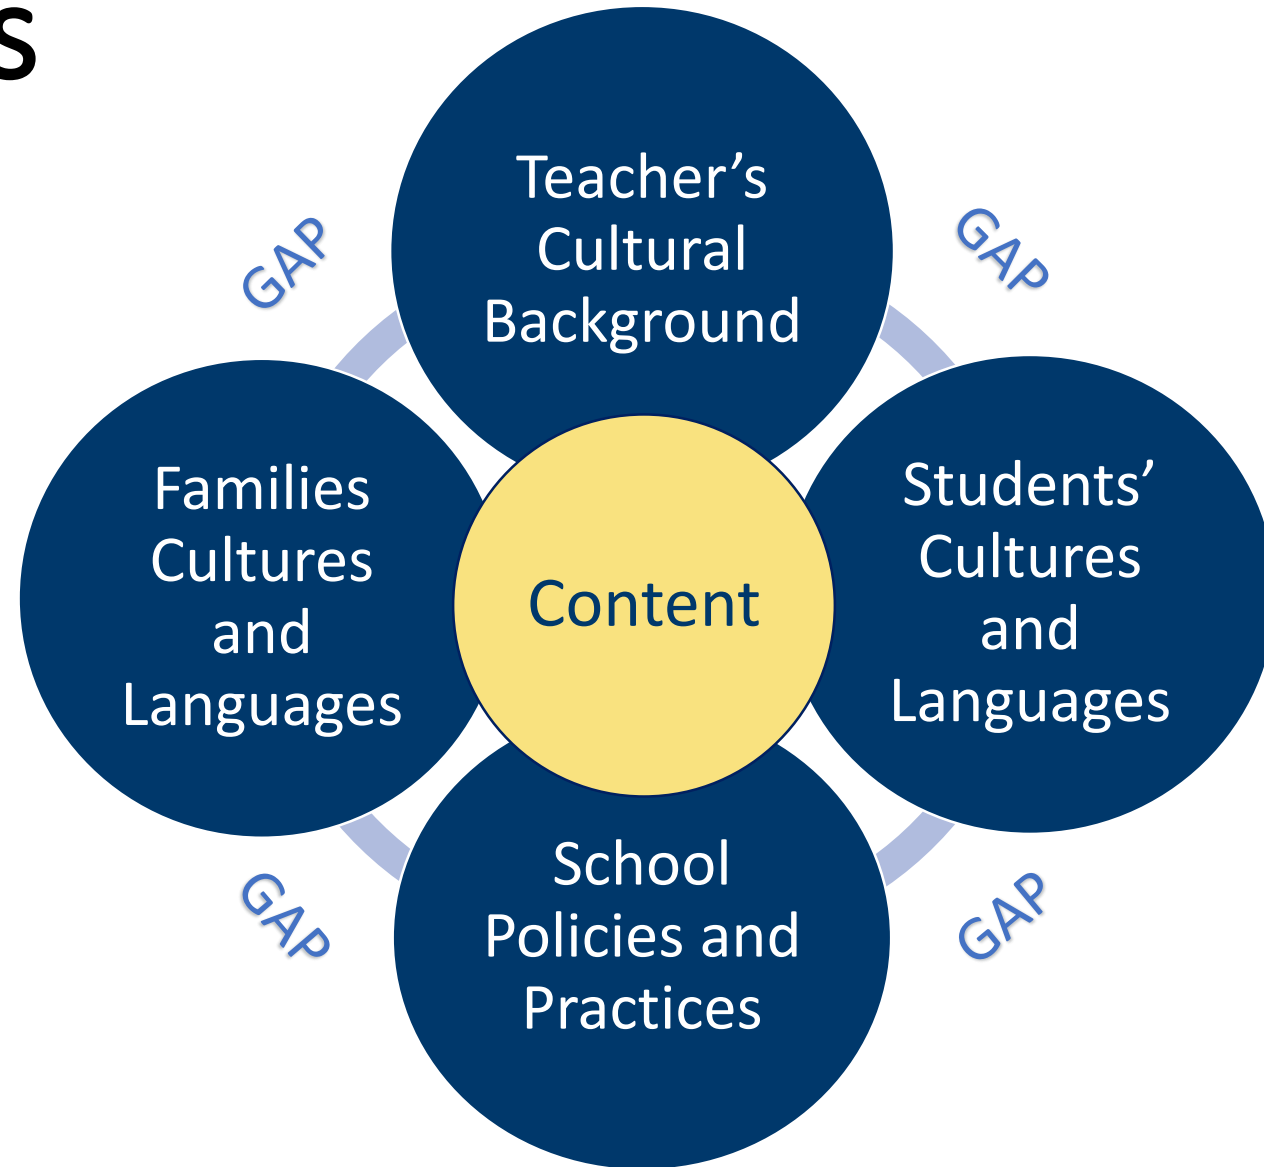 s
Teacher’s
Cultural
Background
GAP
GAP
Families
Cultures
and
Languages
Content
Students’
Cultures
and
Languages
School
Policies and
Practices
GAP
GAP